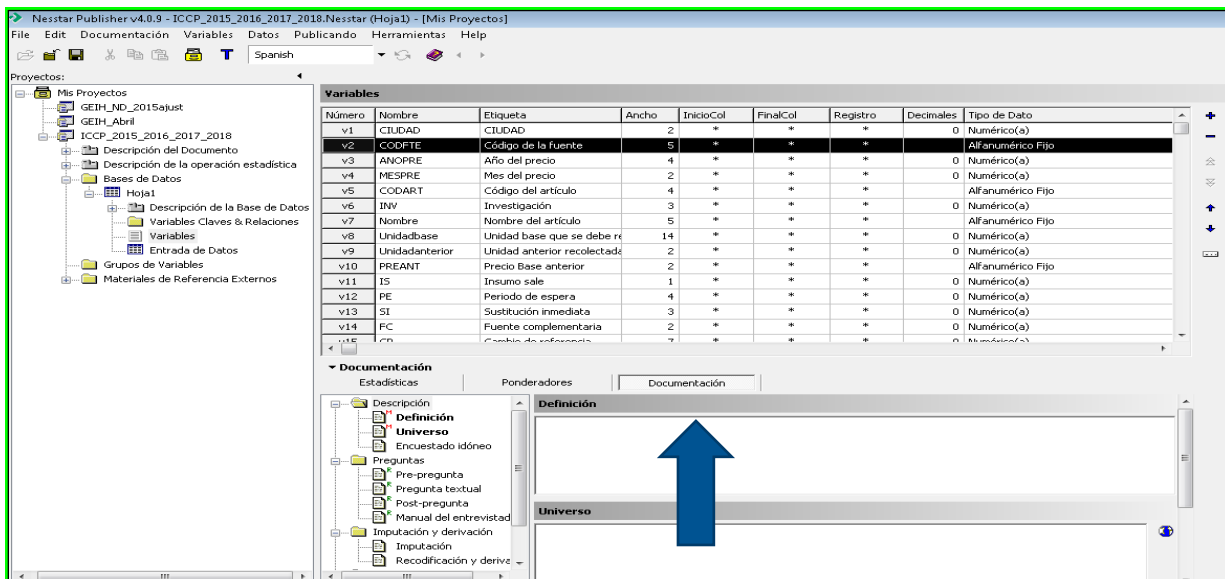 Nesstar Publisher v4.0.9 - ICCP_2015_2016_2017_2018.Nesstar (Hoja1) - [Mis Proyectos]
File Edit Documentación Variables Datos Publicando Herramientas Help
T Spanish
Proyectos:
Mis Proyectos
GEIH_ND_2015ajust
GEIH_Abril
ICCP_2015_2016_2017_2018
Descripción del Documento
Descripción de la operación estadística
Bases de Datos
Hoja1
Descripción de la Base de Datos
Variables Claves & Relaciones
Variables
Entrada de Datos
Grupos de Variables
Materiales de Referencia Externos
Variables
Número Nombre Etiqueta Ancho InicioCol FinalCol Registro Decimales Tipo de Dato
v1 CIUDAD CIUDAD 2 * * * 0 Numérico(a)
v2 CODFTE Código de la fuente 5 * * * Alfanumérico Fijo
v3 ANOPRE Año del precio 4 * * * 0 Numérico(a)
v4 MESPRE Mes del precio 2 * * * 0 Numérico(a)
v5 CODART Código del artículo 4 * * * Alfanumérico Fijo
v6 INV Investigación 3 * * * 0 Numérico(a)
v7 Nombre Nombre del artículo 5 * * * Alfanumérico Fijo
v8 Unidadbase Unidad base que se debe re 14 * * * 0 Numérico(a)
v9 Unidadanterior Unidad anterior recolectada 2 * * * 0 Numérico(a)
v10 PREANT Precio Base anterior 2 * * * Alfanumérico Fijo
v11 IS Insumo sale 1 * * * 0 Numérico(a)
v12 PE Periodo de espera 4 * * * 0 Numérico(a)
v13 SI Sustitución inmediata 3 * * * 0 Numérico(a)
v14 FC Fuente complementaria 2 * * * 0 Numérico(a)
v15 CR Cambio de referencia 7 * * * 0 Numérico(a)
Documentación
Estadísticas Ponderadores Documentación
Descripción
Definición
Universo
Encuestado idóneo
Preguntas
Pre-pregunta
Pregunta textual
Post-pregunta
Manual del entrevistad
Imputación y derivación
Imputación
Recodificación y deriva
Definición
Universo